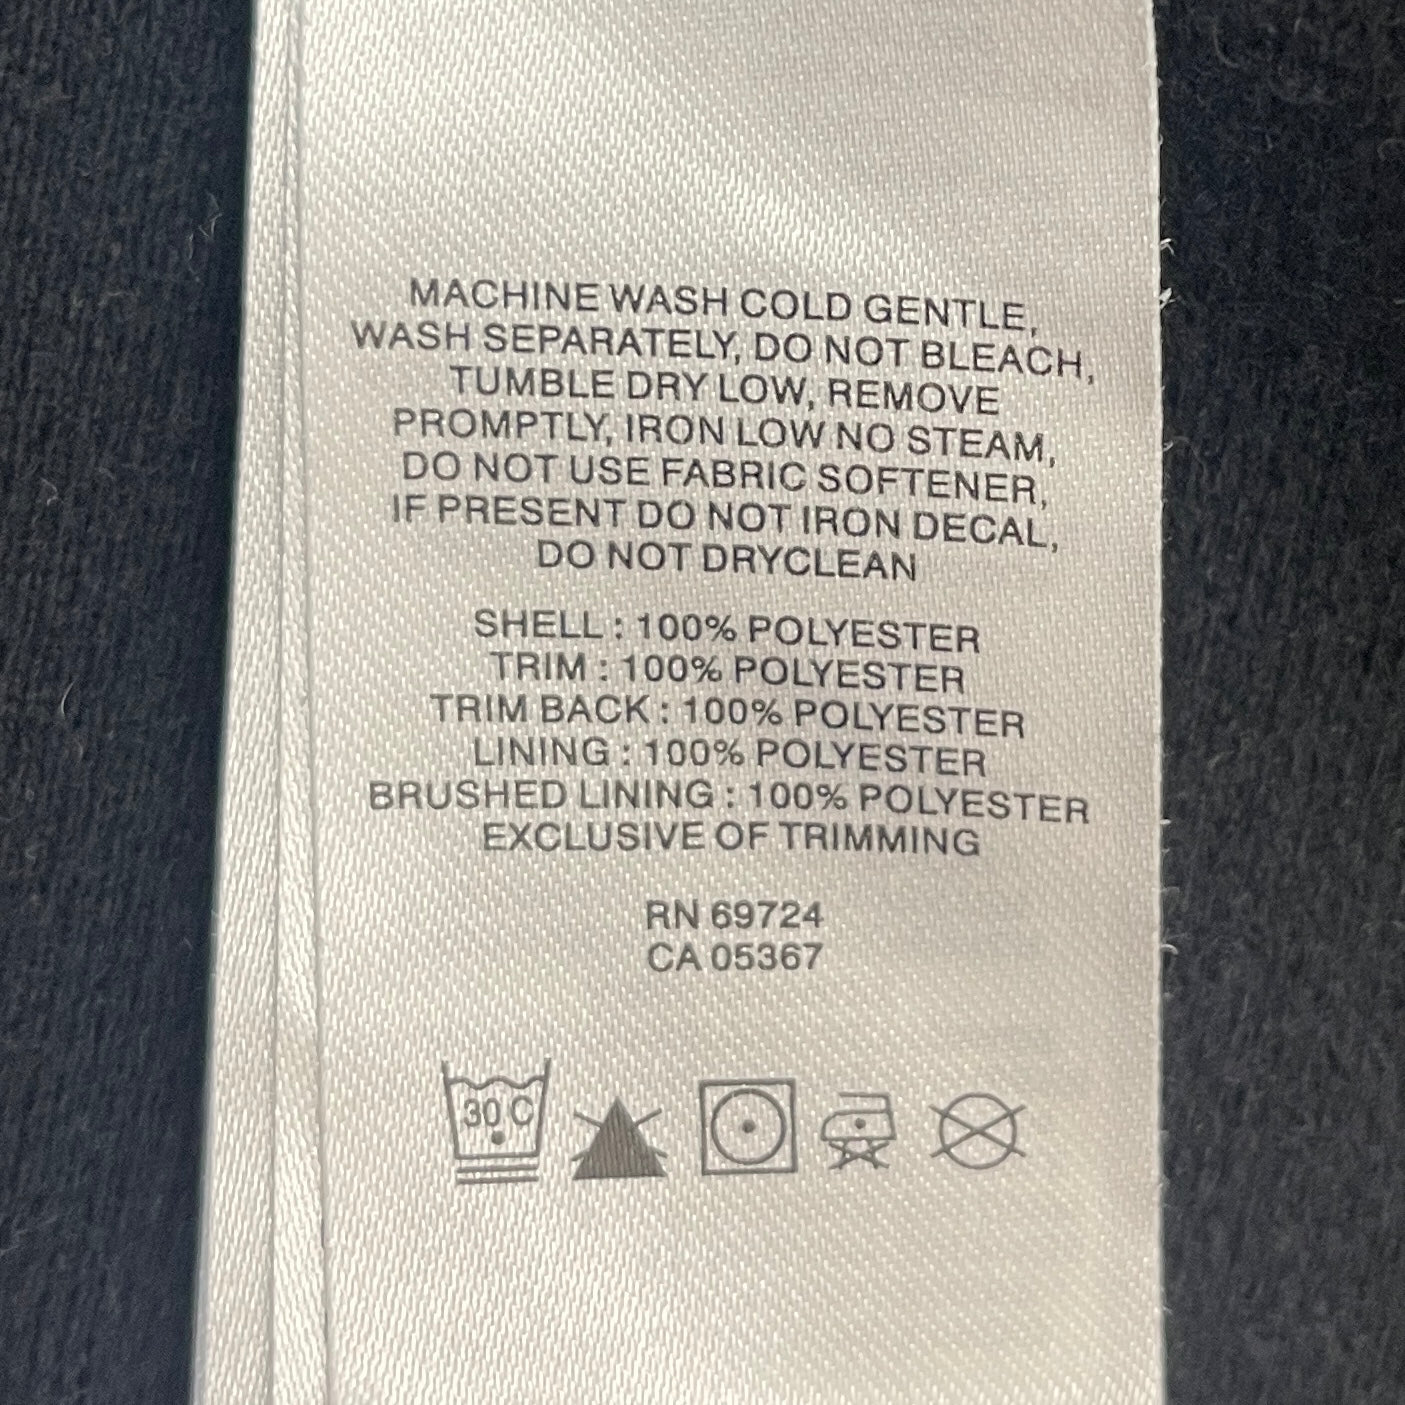 MACHINE WASH COLD GENTLE,
WASH SEPARATELY, DO NOT BLEACH,
TUMBLE DRY LOW, REMOVE
PROMPTLY, IRON LOW NO STEAM,
DO NOT USE FABRIC SOFTENER,
IF PRESENT DO NOT IRON DECAL,
DO NOT DRYCLEAN
SHELL : 100% POLYESTER
TRIM : 100% POLYESTER
TRIM BACK : 100% POLYESTER
LINING : 100% POLYESTER
BRUSHED LINING : 100% POLYESTER
EXCLUSIVE OF TRIMMING
RN 69724
CA 05367
30 C